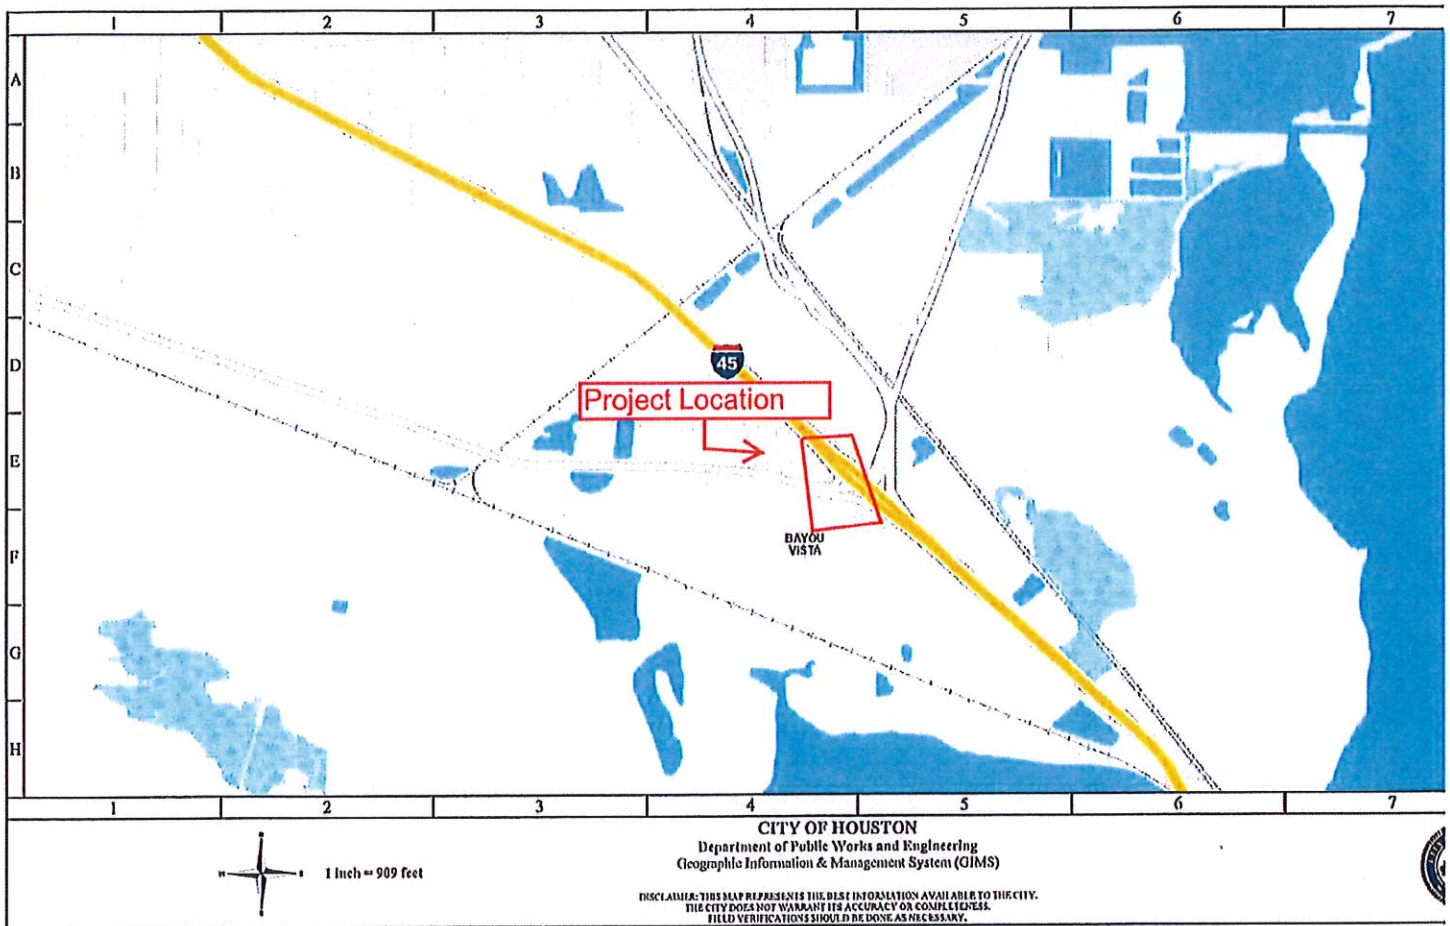 1 2 3 4 5 6 7
A
B
C
D
45
Project Location
E
BAYOU
VISTA
F
G
H
1 2 3 4 5 6 7
CITY OF HOUSTON
Department of Public Works and Engineering
Geographic Information & Management System (GIMS)
1 inch = 909 feet
DISCLAIMER: THIS MAP REPRESENTS THE BEST INFORMATION AVAILABLE TO THE CITY.
THE CITY DOES NOT WARRANT ITS ACCURACY OR COMPLETENESS.
FIELD VERIFICATIONS SHOULD BE DONE AS NECESSARY.